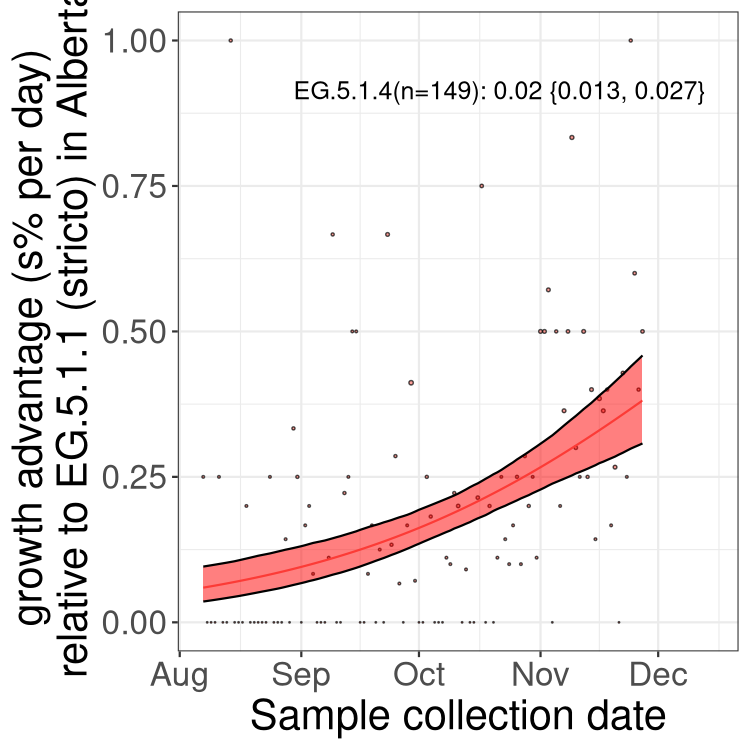 growth advantage (s% per day)
relative to EG.5.1.1 (stricto) in Alberta
1.00
0.75
0.50
0.25
0.00
EG.5.1.4(n=149): 0.02 {0.013, 0.027}
Aug Sep Oct Nov Dec
Sample collection date